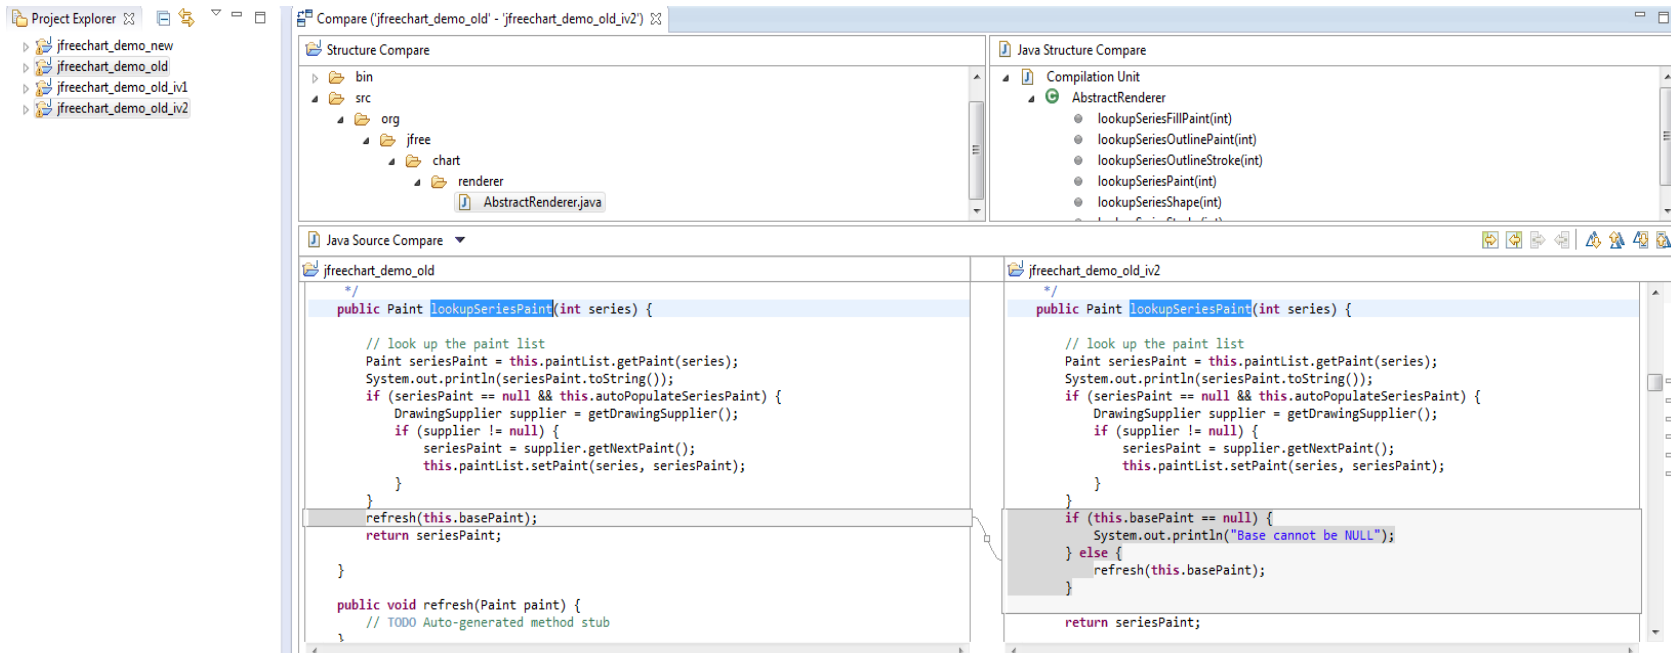 Project Explorer
jfreechart_demo_new
jfreechart_demo_old
jfreechart_demo_old_iv1
jfreechart_demo_old_iv2
Compare ('jfreechart_demo_old' - 'jfreechart_demo_old_iv2')
Structure Compare
bin
src
org
jfree
chart
renderer
AbstractRenderer.java
Java Structure Compare
Compilation Unit
AbstractRenderer
lookupSeriesFillPaint(int)
lookupSeriesOutlinePaint(int)
lookupSeriesOutlineStroke(int)
lookupSeriesPaint(int)
lookupSeriesShape(int)
Java Source Compare
jfreechart_demo_old
*/
public Paint lookupSeriesPaint(int series) {
// look up the paint list
Paint seriesPaint = this.paintList.getPaint(series);
System.out.println(seriesPaint.toString());
if (seriesPaint == null && this.autoPopulateSeriesPaint) {
DrawingSupplier supplier = getDrawingSupplier();
if (supplier != null) {
seriesPaint = supplier.getNextPaint();
this.paintList.setPaint(series, seriesPaint);
}
}
refresh(this.basePaint);
return seriesPaint;
}
public void refresh(Paint paint) {
// TODO Auto-generated method stub
}
jfreechart_demo_old_iv2
*/
public Paint lookupSeriesPaint(int series) {
// look up the paint list
Paint seriesPaint = this.paintList.getPaint(series);
System.out.println(seriesPaint.toString());
if (seriesPaint == null && this.autoPopulateSeriesPaint) {
DrawingSupplier supplier = getDrawingSupplier();
if (supplier != null) {
seriesPaint = supplier.getNextPaint();
this.paintList.setPaint(series, seriesPaint);
}
}
if (this.basePaint == null) {
System.out.println("Base cannot be NULL");
} else {
refresh(this.basePaint);
}
return seriesPaint;